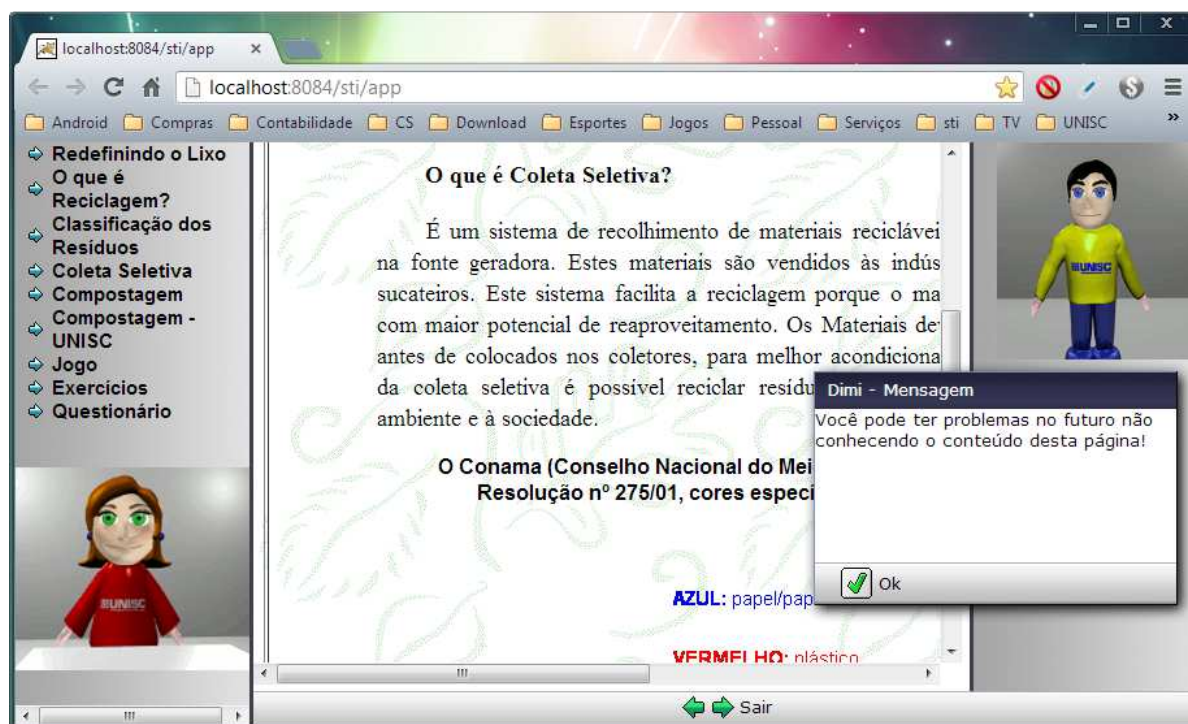 localhost:8084/sti/app
localhost:8084/sti/app
Android Compras Contabilidade CS Download Esportes Jogos Pessoal Serviços sti TV UNISC
Redefinindo o Lixo
O que é
Reciclagem?
Classificação dos
Resíduos
Coleta Seletiva
Compostagem
Compostagem -
UNISC
Jogo
Exercícios
Questionário
UNISC
O que é Coleta Seletiva?
É um sistema de recolhimento de materiais reciclávei
na fonte geradora. Estes materiais são vendidos às indús
sucateiros. Este sistema facilita a reciclagem porque o ma
com maior potencial de reaproveitamento. Os Materiais de
antes de colocados nos coletores, para melhor acondiciona
da coleta seletiva é possível reciclar resídu
ambiente e à sociedade.
O Conama (Conselho Nacional do Mei
Resolução nº 275/01, cores especi
AZUL: papel/pap
VERMELHO: plástico
UNISC
Dimi - Mensagem
Você pode ter problemas no futuro não
conhecendo o conteúdo desta página!
Ok
Sair